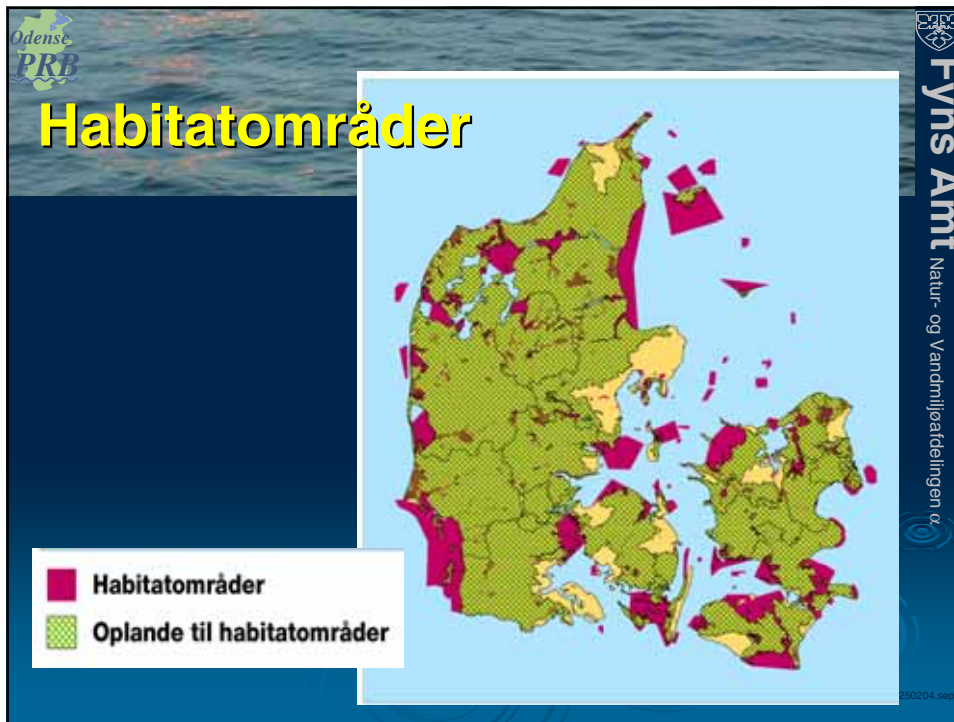 Odense
PRB
Habitatområder
Fyns Amt Natur- og Vandmiljøafdelingen α
Habitatområder
Oplande til habitatområder
250204.sep